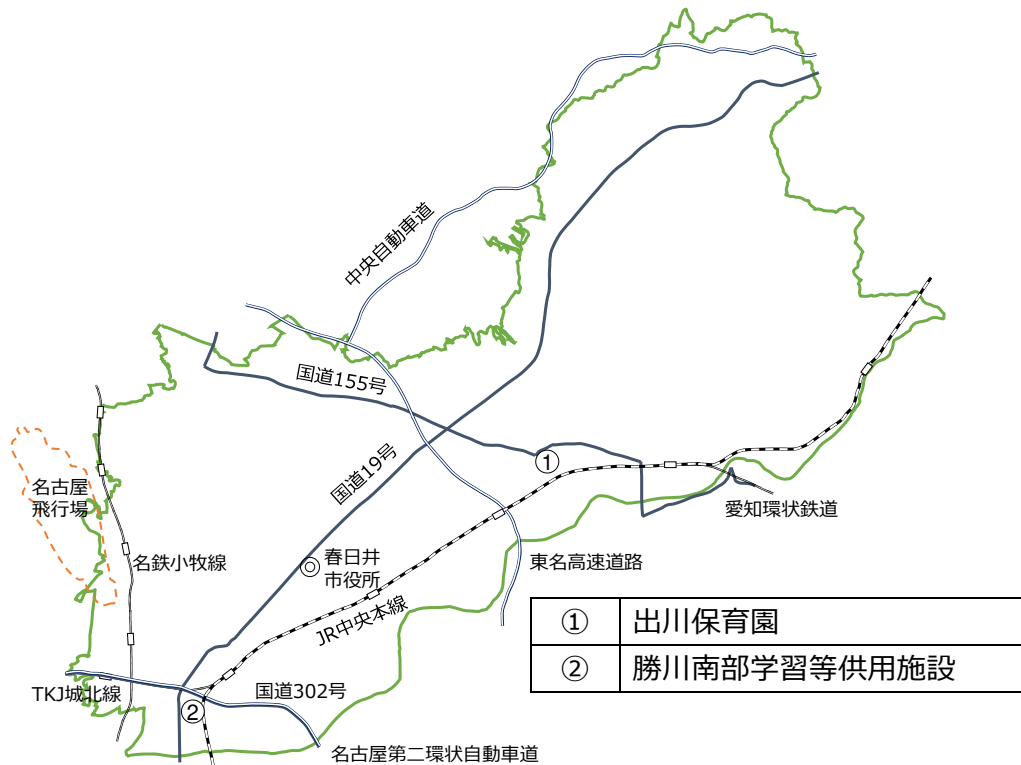 中央自動車道
国道155号
国道19号
①
名古屋
飛行場
愛知環状鉄道
名鉄小牧線
春日井
市役所
東名高速道路
JR中央本線
① 出川保育園
② 勝川南部学習等供用施設
TKJ城北線
国道302号
②
名古屋第二環状自動車道